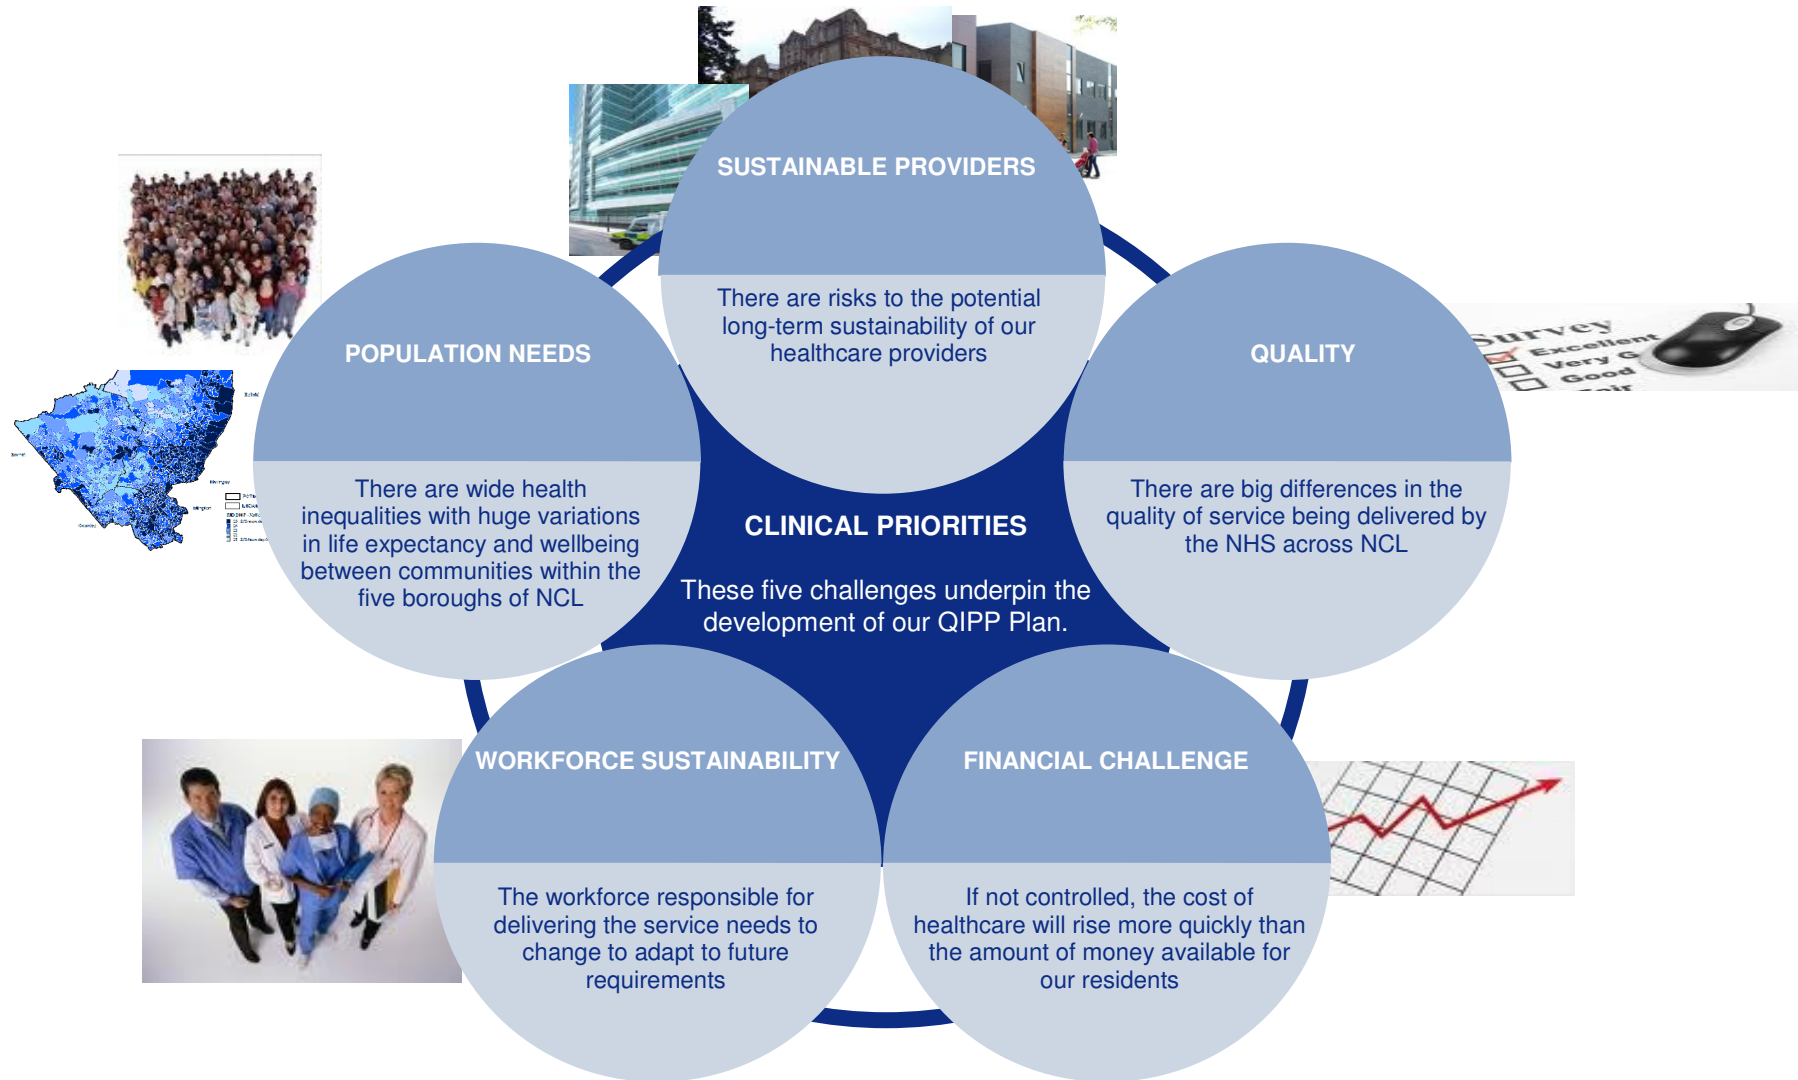 SUSTAINABLE PROVIDERS
There are risks to the potential
long-term sustainability of our
healthcare providers
POPULATION NEEDS
There are wide health
inequalities with huge variations
in life expectancy and wellbeing
between communities within the
five boroughs of NCL
QUALITY
There are big differences in the
quality of service being delivered by
the NHS across NCL
Survey
Excellent
Very G
Good
CLINICAL PRIORITIES
These five challenges underpin the
development of our QIPP Plan.
WORKFORCE SUSTAINABILITY
The workforce responsible for
delivering the service needs to
change to adapt to future
requirements
FINANCIAL CHALLENGE
If not controlled, the cost of
healthcare will rise more quickly than
the amount of money available for
our residents